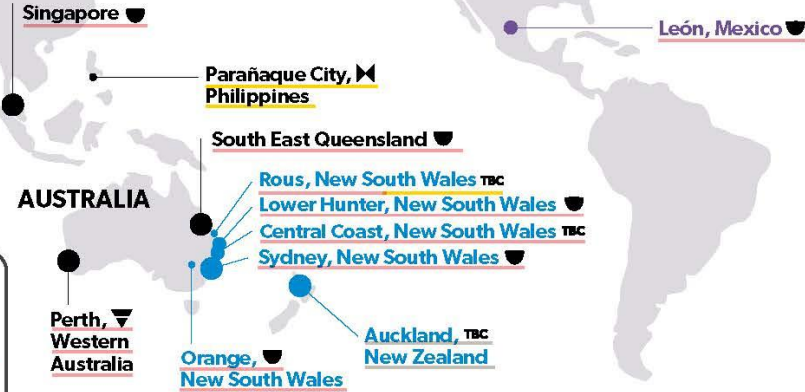 Singapore
León, Mexico
Parañaque City,
Philippines
South East Queensland
Rous, New South Wales TBC
AUSTRALIA
Lower Hunter, New South Wales
Central Coast, New South Wales TBC
Sydney, New South Wales
Perth,
Western
Australia
Orange,
New South Wales
Auckland, TBC
New Zealand